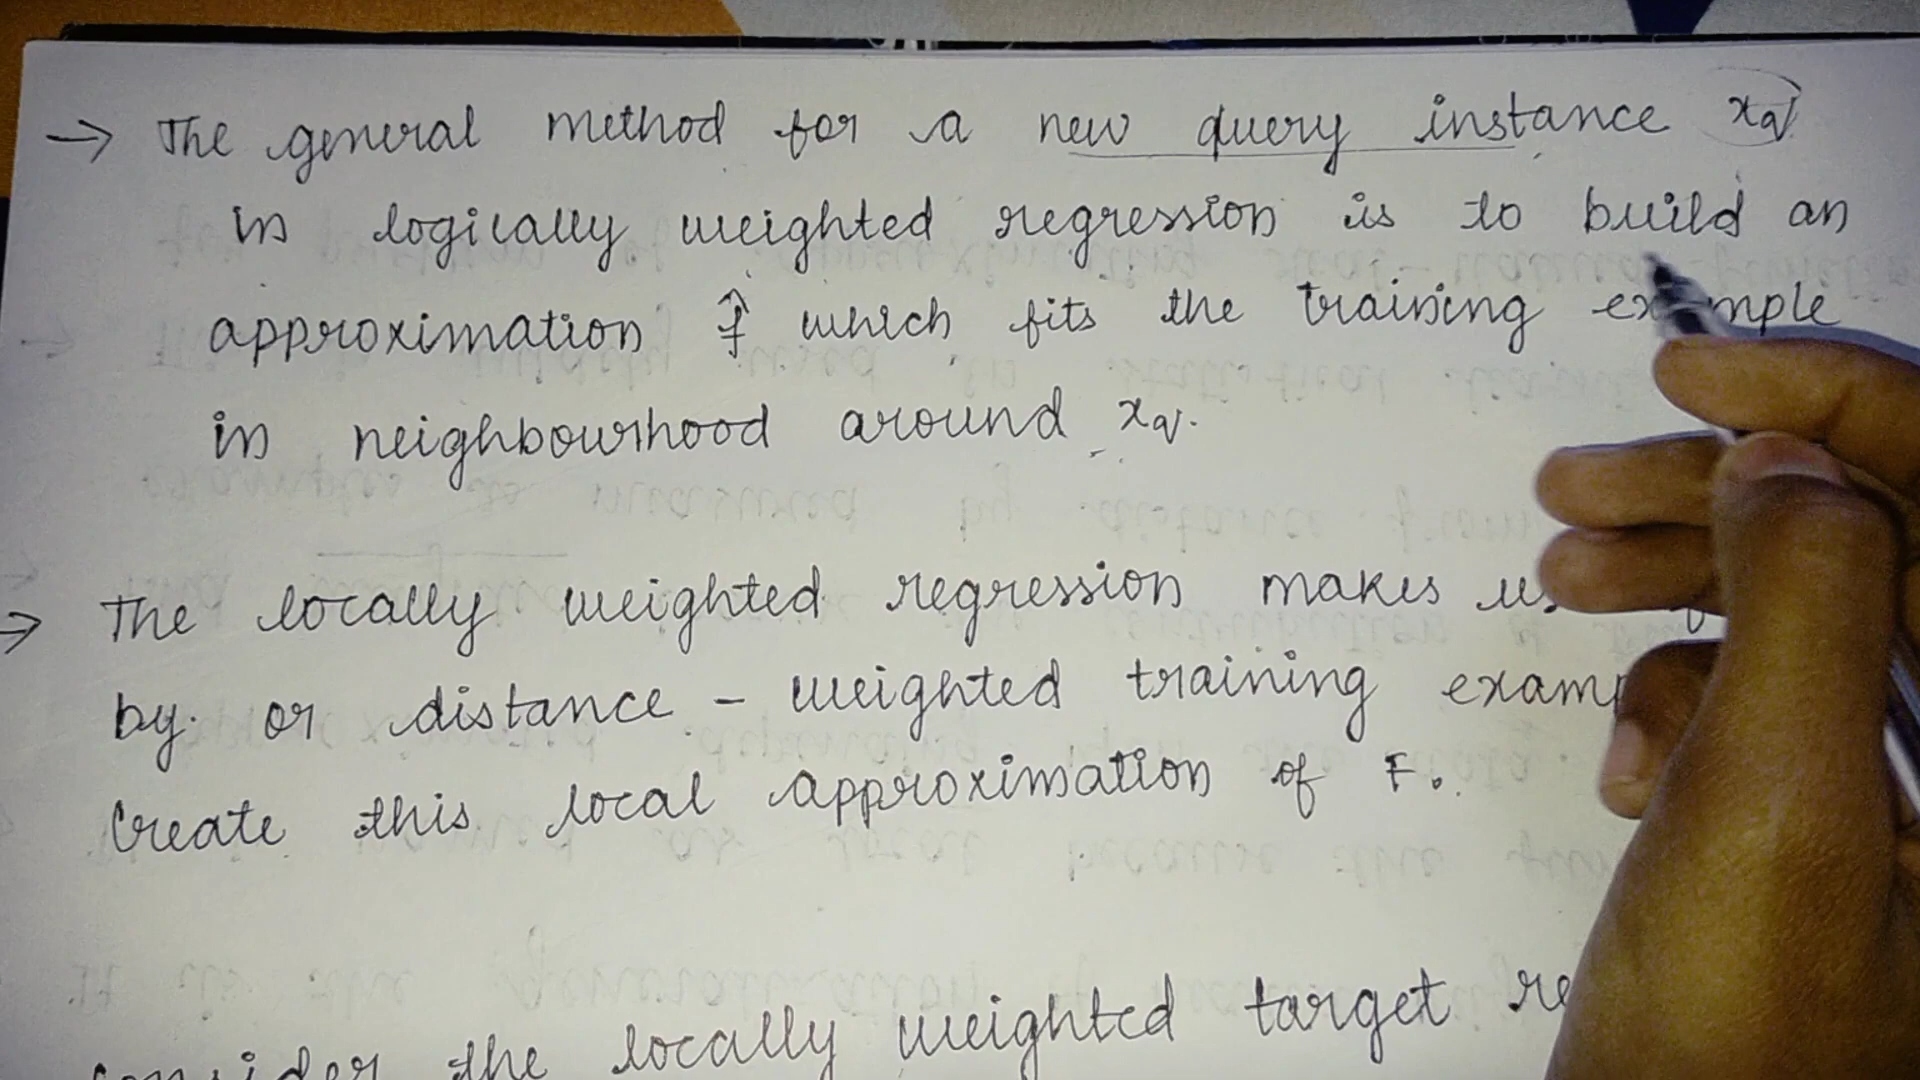 → The general method for a new query instance xq
in logically weighted regression is to build an
approximation f̂ which fits the training example
in neighbourhood around xq.
→ The locally weighted regression makes
by or distance - weighted training
Create this local approximation of F.
consider the locally weighted target